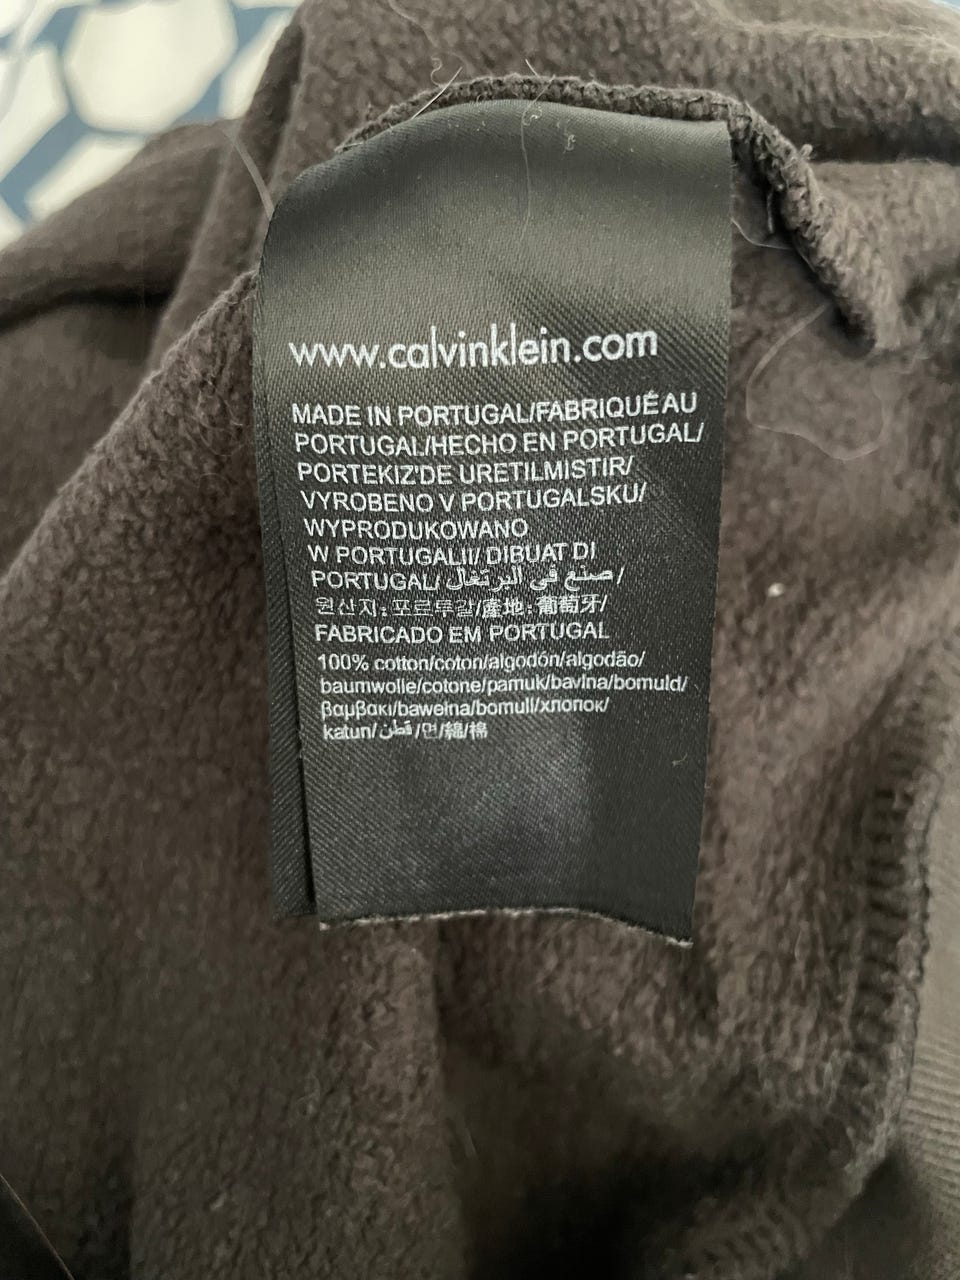 www.calvinklein.com
MADE IN PORTUGAL/FABRIQUÉ AU
PORTUGAL/HECHO EN PORTUGAL/
PORTEKIZ'DE URETILMISTIR/
VYROBENO V PORTUGALSKU/
WYPRODUKOWANO
W PORTUGALII/ DIBUAT DI
PORTUGAL/ صنع في البرتغال /
원산지: 포르투갈/產地: 葡萄牙/
FABRICADO EM PORTUGAL
100% cotton/coton/algodón/algodão/
baumwolle/cotone/pamuk/bavlna/bomuld/
βαμβακι/bawełna/bomull/хлопок/
katun/قطن/면/綿/棉